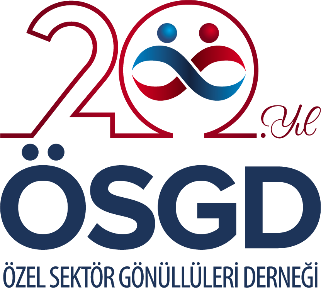 20.Yıl
ÖSGD
ÖZEL SEKTÖR GÖNÜLLÜLERİ DERNEĞİ